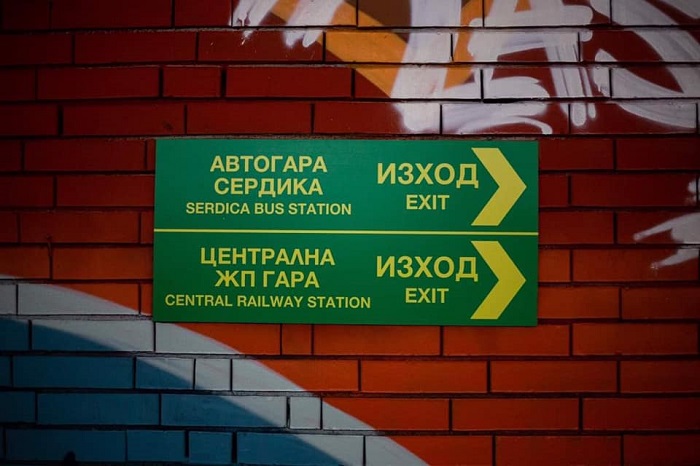 АВТОГАРА
СЕРДИКА
SERDICA BUS STATION
ИЗХОД
EXIT
ЦЕНТРАЛНА
ЖП ГАРА
CENTRAL RAILWAY STATION
ИЗХОД
EXIT